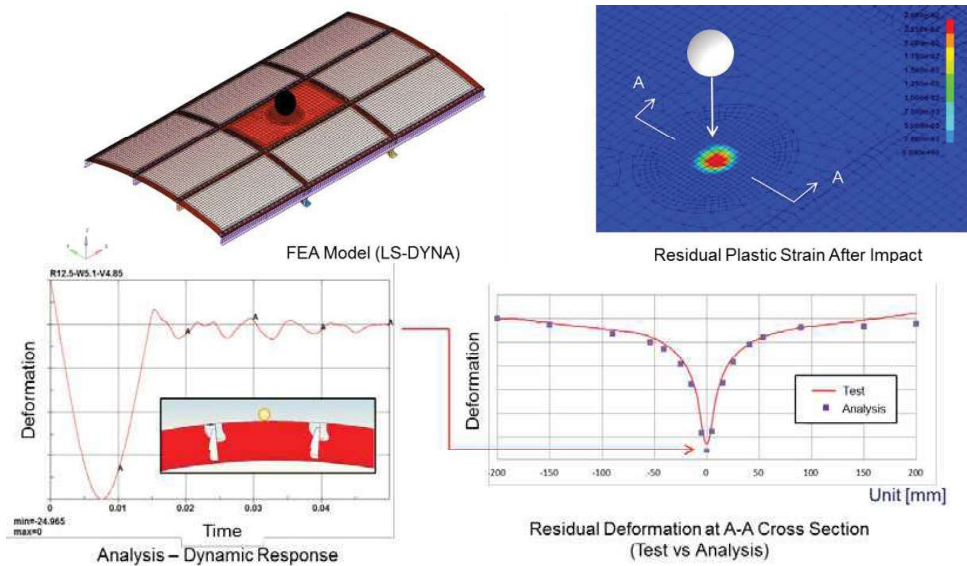 A
A
FEA Model (LS-DYNA)
Residual Plastic Strain After Impact
R12.5-W5.1-V4.85
Deformation
A
A
A
A
A
0
0.01
0.02
0.03
0.04
min=-24.965
max=0
Time
Analysis – Dynamic Response
Deformation
Test
Analysis
-200
-150
-50
0
50
100
150
200
Unit [mm]
Residual Deformation at A-A Cross Section
(Test vs Analysis)